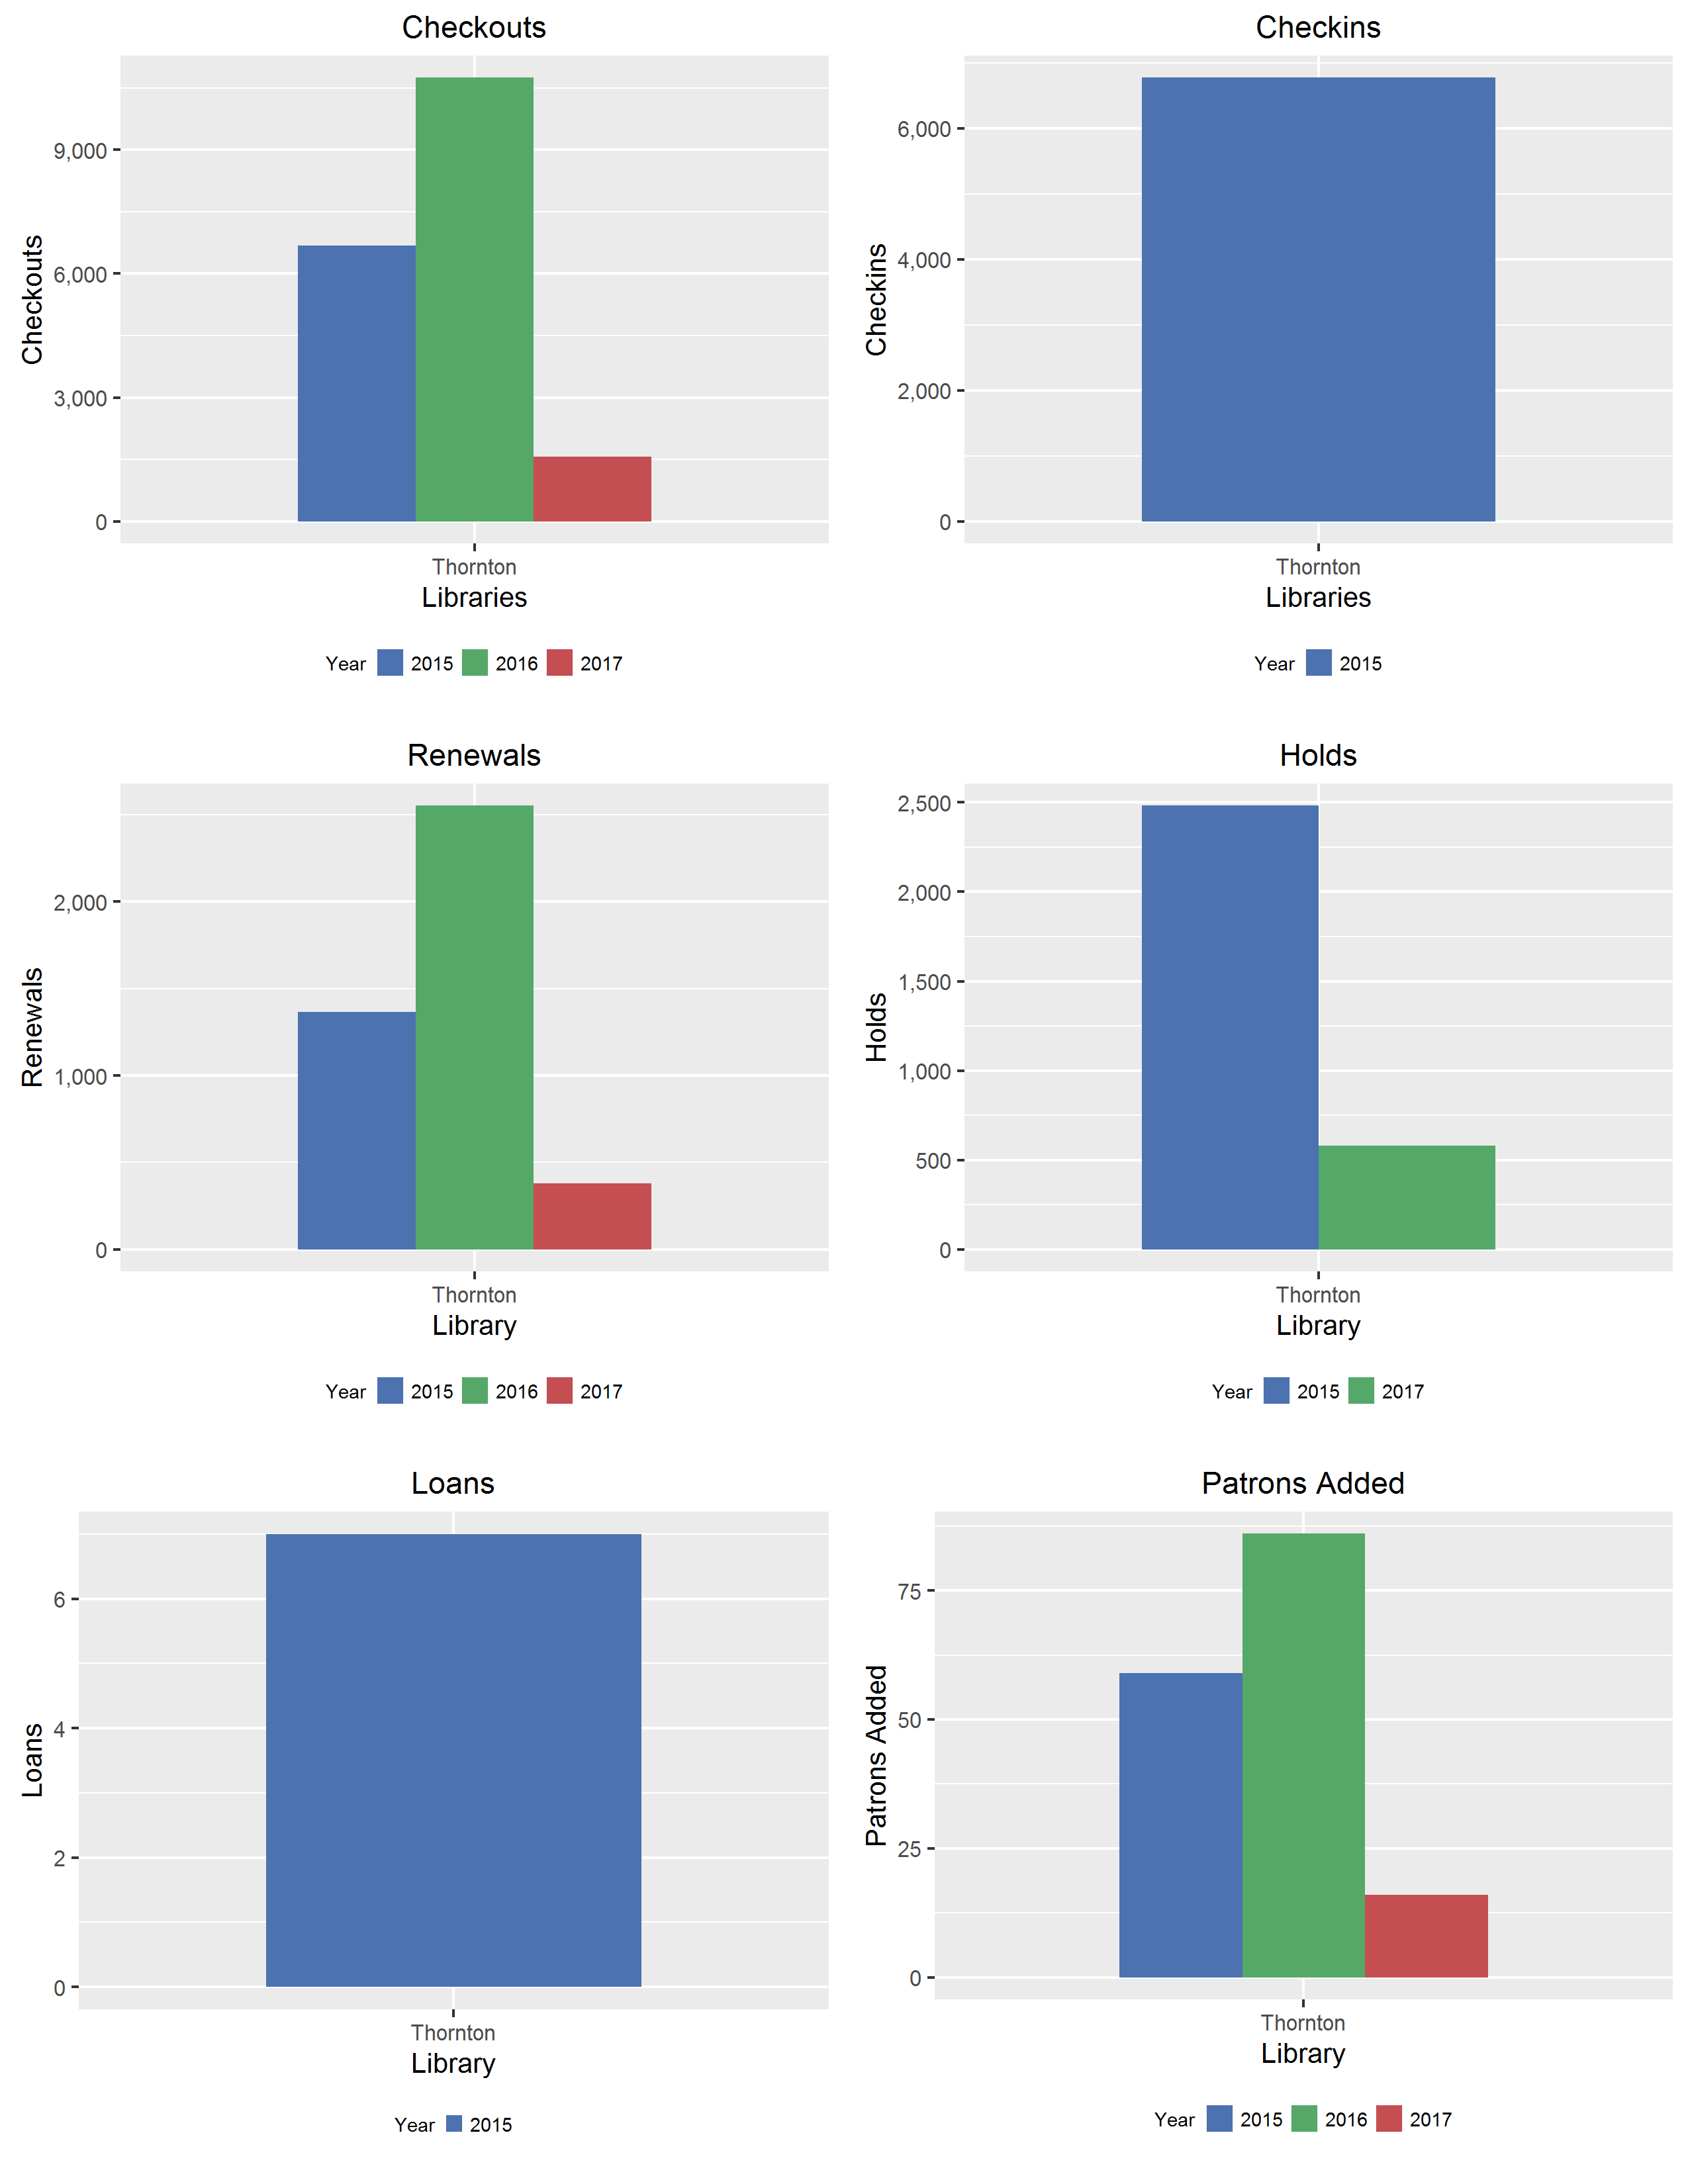 Checkouts
Checkouts
9,000
6,000
3,000
0
Thornton
Libraries
Year 2015 2016 2017
Checkins
Checkins
6,000
4,000
2,000
0
Thornton
Libraries
Year 2015
Renewals
Renewals
2,000
1,000
0
Thornton
Library
Year 2015 2016 2017
Holds
Holds
2,500
2,000
1,500
1,000
500
0
Thornton
Library
Year 2015 2017
Loans
Loans
6
4
2
0
Thornton
Library
Year 2015
Patrons Added
Patrons Added
75
50
25
0
Thornton
Library
Year 2015 2016 2017